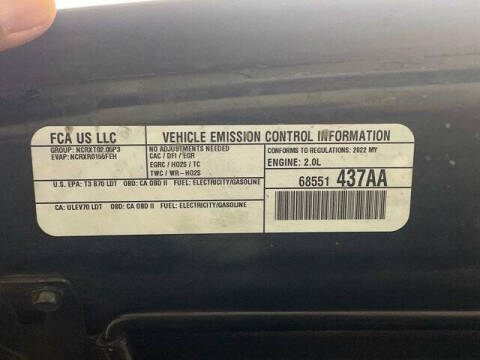 FCA US LLC
VEHICLE EMISSION CONTROL INFORMATION
GROUP: NCRXT02.05P3
EVAP: NCRXR0155FEH
NO ADJUSTMENTS NEEDED
CAC / DFI / EGR
EGRC / HO2S / TC
TWC / WR-HO2S
CONFORMS TO REGULATIONS: 2022 MY
ENGINE: 2.0L
68551 437AA
U.S. EPA: T3 B70 LDT OBD: CA OBD II FUEL: ELECTRICITY/GASOLINE
CA: ULEV70 LDT OBD: CA OBD II FUEL: ELECTRICITY/GASOLINE